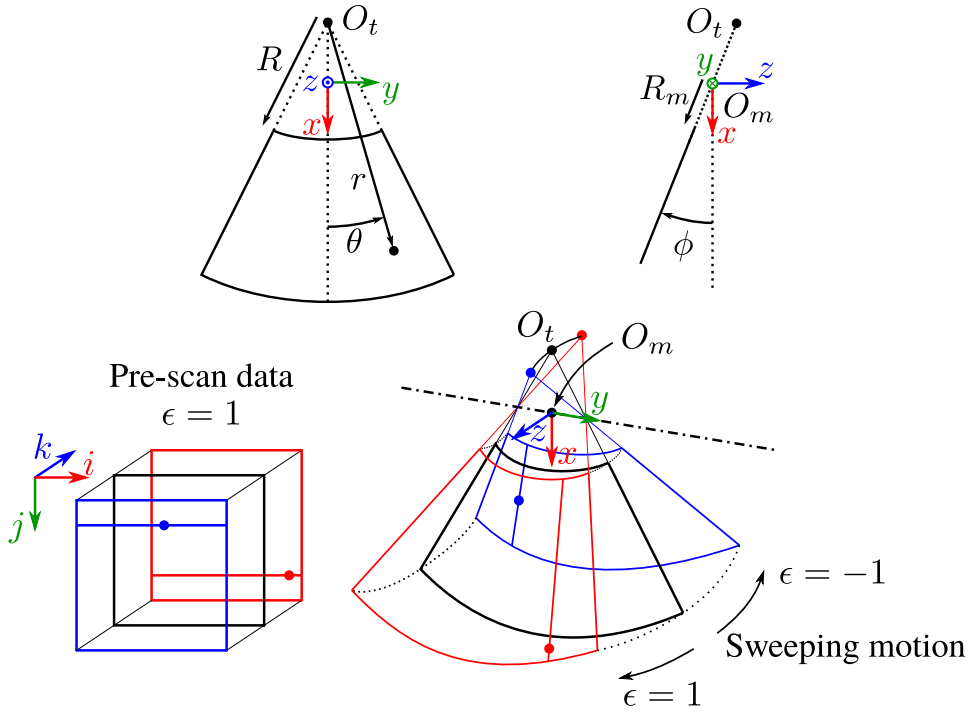 O_t
R
z
y
x
r
θ
O_t
y
z
R_m
O_m
x
ϕ
Pre-scan data
ϵ = 1
k
i
j
O_t
O_m
y
z
x
ϵ = −1
Sweeping motion
ϵ = 1